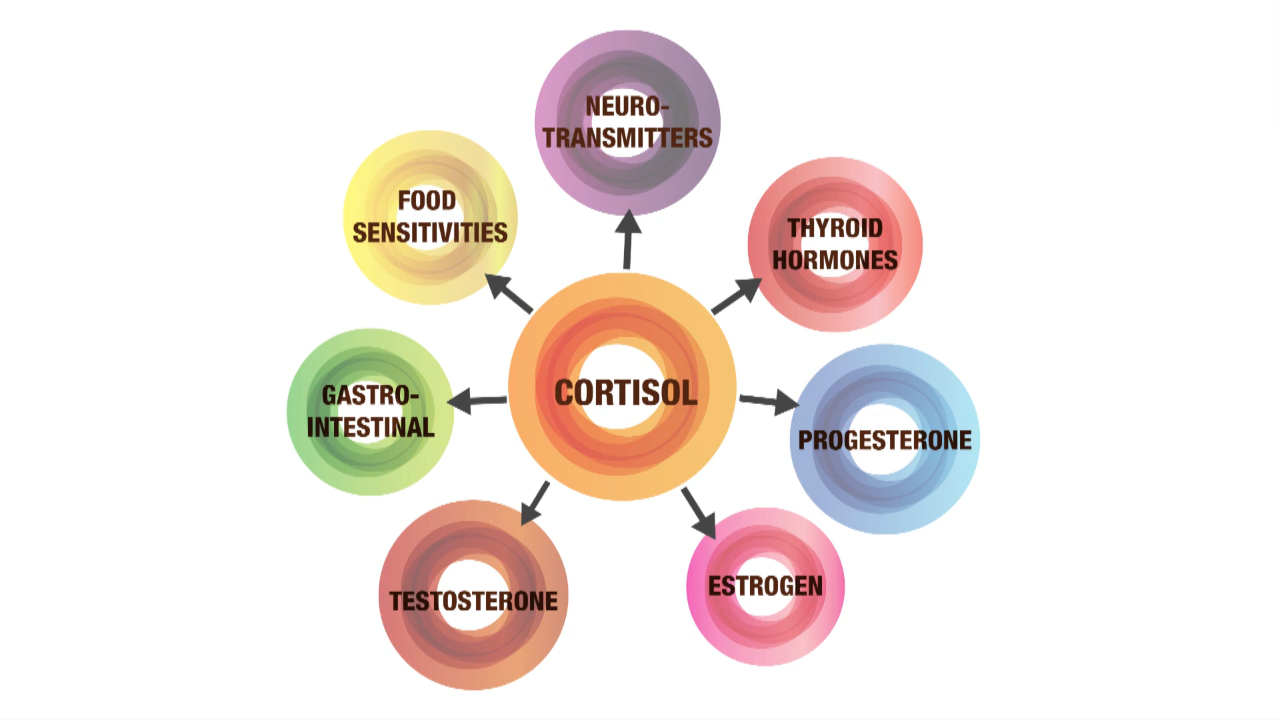 NEURO-
TRANSMITTERS
FOOD
SENSITIVITIES
THYROID
HORMONES
GASTRO-
INTESTINAL
CORTISOL
PROGESTERONE
TESTOSTERONE
ESTROGEN